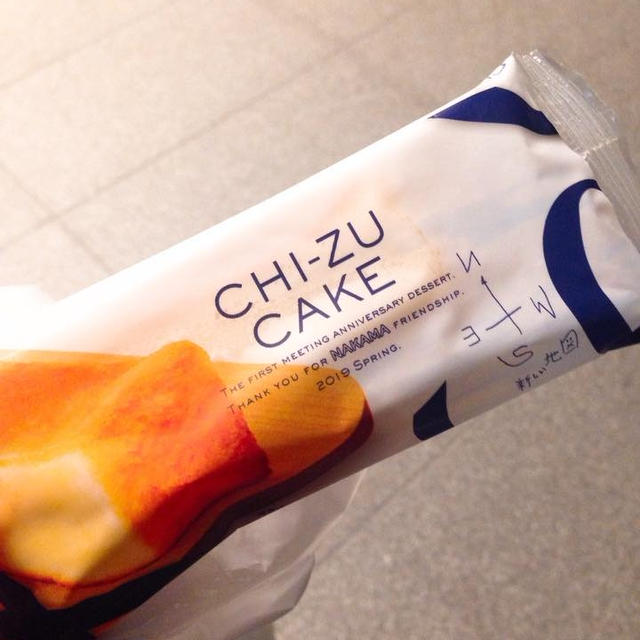 CHI-ZU
CAKE
THE FIRST MEETING ANNIVERSARY DESSERT.
THANK YOU FOR NAKAMA FRIENDSHIP.
2019 SPRING.
N
W
E
S
新しい地図